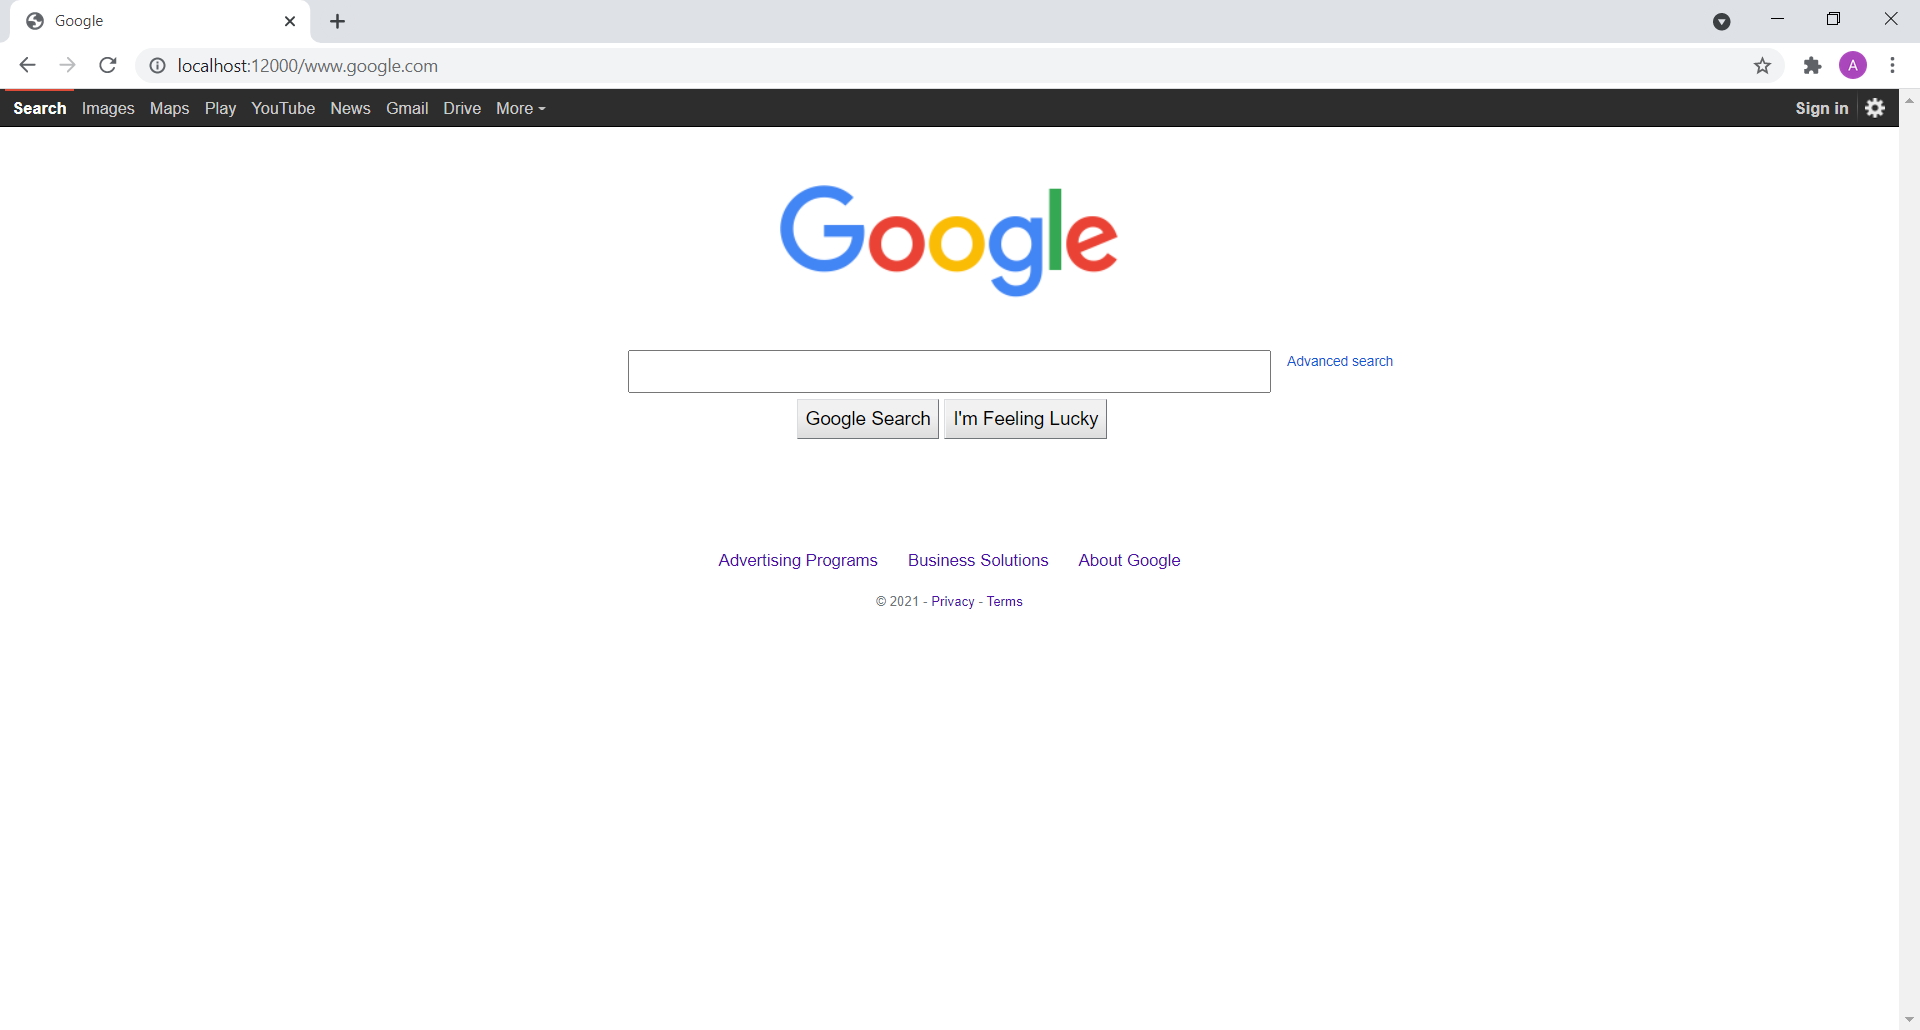 Google
localhost:12000/www.google.com
A
Search Images Maps Play YouTube News Gmail Drive More Sign in
Google
Advanced search
Google Search I'm Feeling Lucky
Advertising Programs Business Solutions About Google
© 2021 - Privacy - Terms